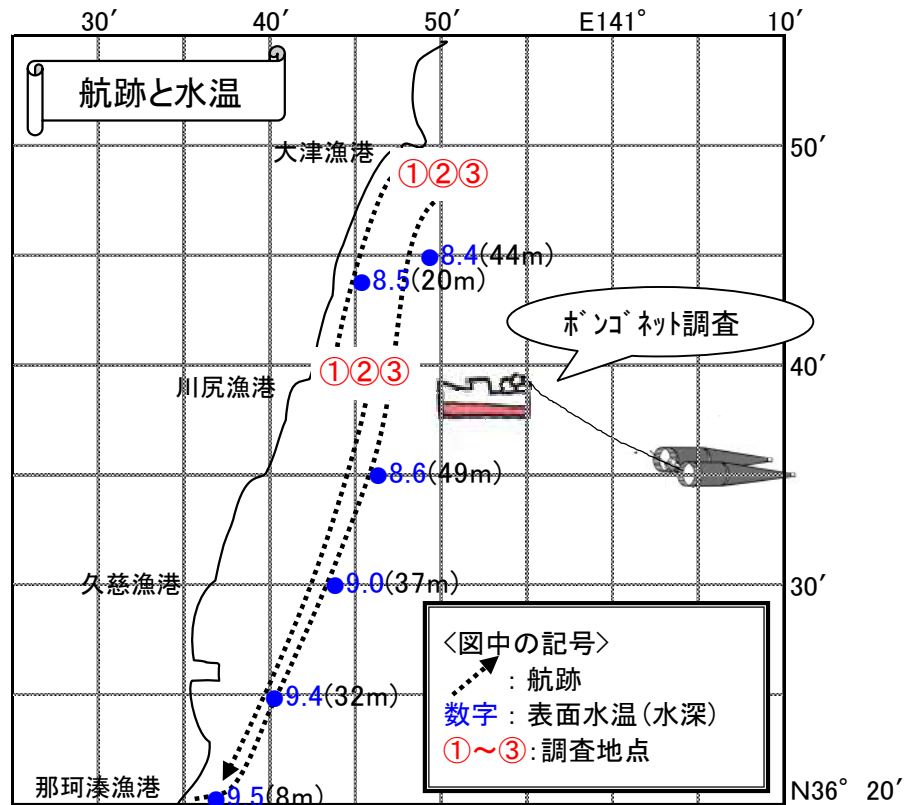 30′ 40′ 50′ E141° 10′
航跡と水温
50′
大津漁港
①②③
8.4(44m)
8.5(20m)
ボンゴネット調査
40′
①②③
川尻漁港
8.6(49m)
久慈漁港
9.0(37m)
30′
<図中の記号>
：航跡
数字：表面水温(水深)
①～③:調査地点
9.4(32m)
那珂湊漁港
9.5(8m)
N36° 20′